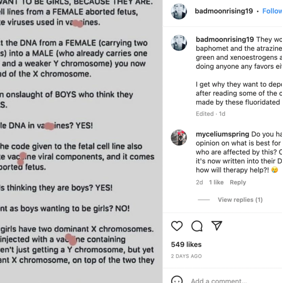 WANT TO BE GIRLS, BECAUSE THEY ARE.
ell lines from a FEMALE aborted fetus,
te viruses used in va ines.
t the DNA from a FEMALE (carrying two
s) into a MALE (who already carries one
and a weaker Y chromosome) you now
nd of the X chromosome.
n onslaught of BOYS who think they
S.
le DNA in va ines? YES!
he code given to the fetal cell line also
te va ine viral components, and it comes
orted fetus.
s thinking they are boys? YES!
nt as boys wanting to be girls? NO!
girls have two dominant X chromosomes.
injected with a va e containing
en't just getting a Y chromosome, but yet
ant X chromosome, on top of the two they
badmoonrising19 • Follow
badmoonrising19 They wo
baphomet and the atrazine
green and xenoestrogens a
doing anyone any favors ei
I get why they want to dep
after reading some of the c
made by these fluoridated
Edited · 1d
myceliumspring Do you ha
opinion on what is best for
who are affected by this? C
it's now written into their D
how will therapy help?!
2d 1 like Reply
View replies (1)
549 likes
2 DAYS AGO
Add a comment...